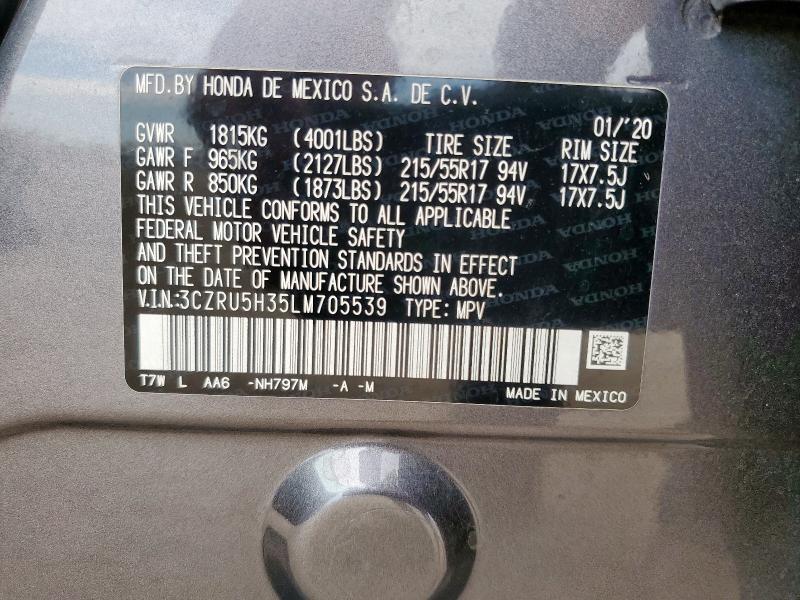 MFD. BY HONDA DE MEXICO S.A. DE C.V.
01/'20
GVWR 1815KG (4001LBS) TIRE SIZE RIM SIZE
GAWR F 965KG (2127LBS) 215/55R17 94V 17X7.5J
GAWR R 850KG (1873LBS) 215/55R17 94V 17X7.5J
THIS VEHICLE CONFORMS TO ALL APPLICABLE
FEDERAL MOTOR VEHICLE SAFETY
AND THEFT PREVENTION STANDARDS IN EFFECT
ON THE DATE OF MANUFACTURE SHOWN ABOVE.
V.I.N.:3CZRU5H35LM705539 TYPE: MPV
T7W L AA6 -NH797M -A -M
MADE IN MEXICO